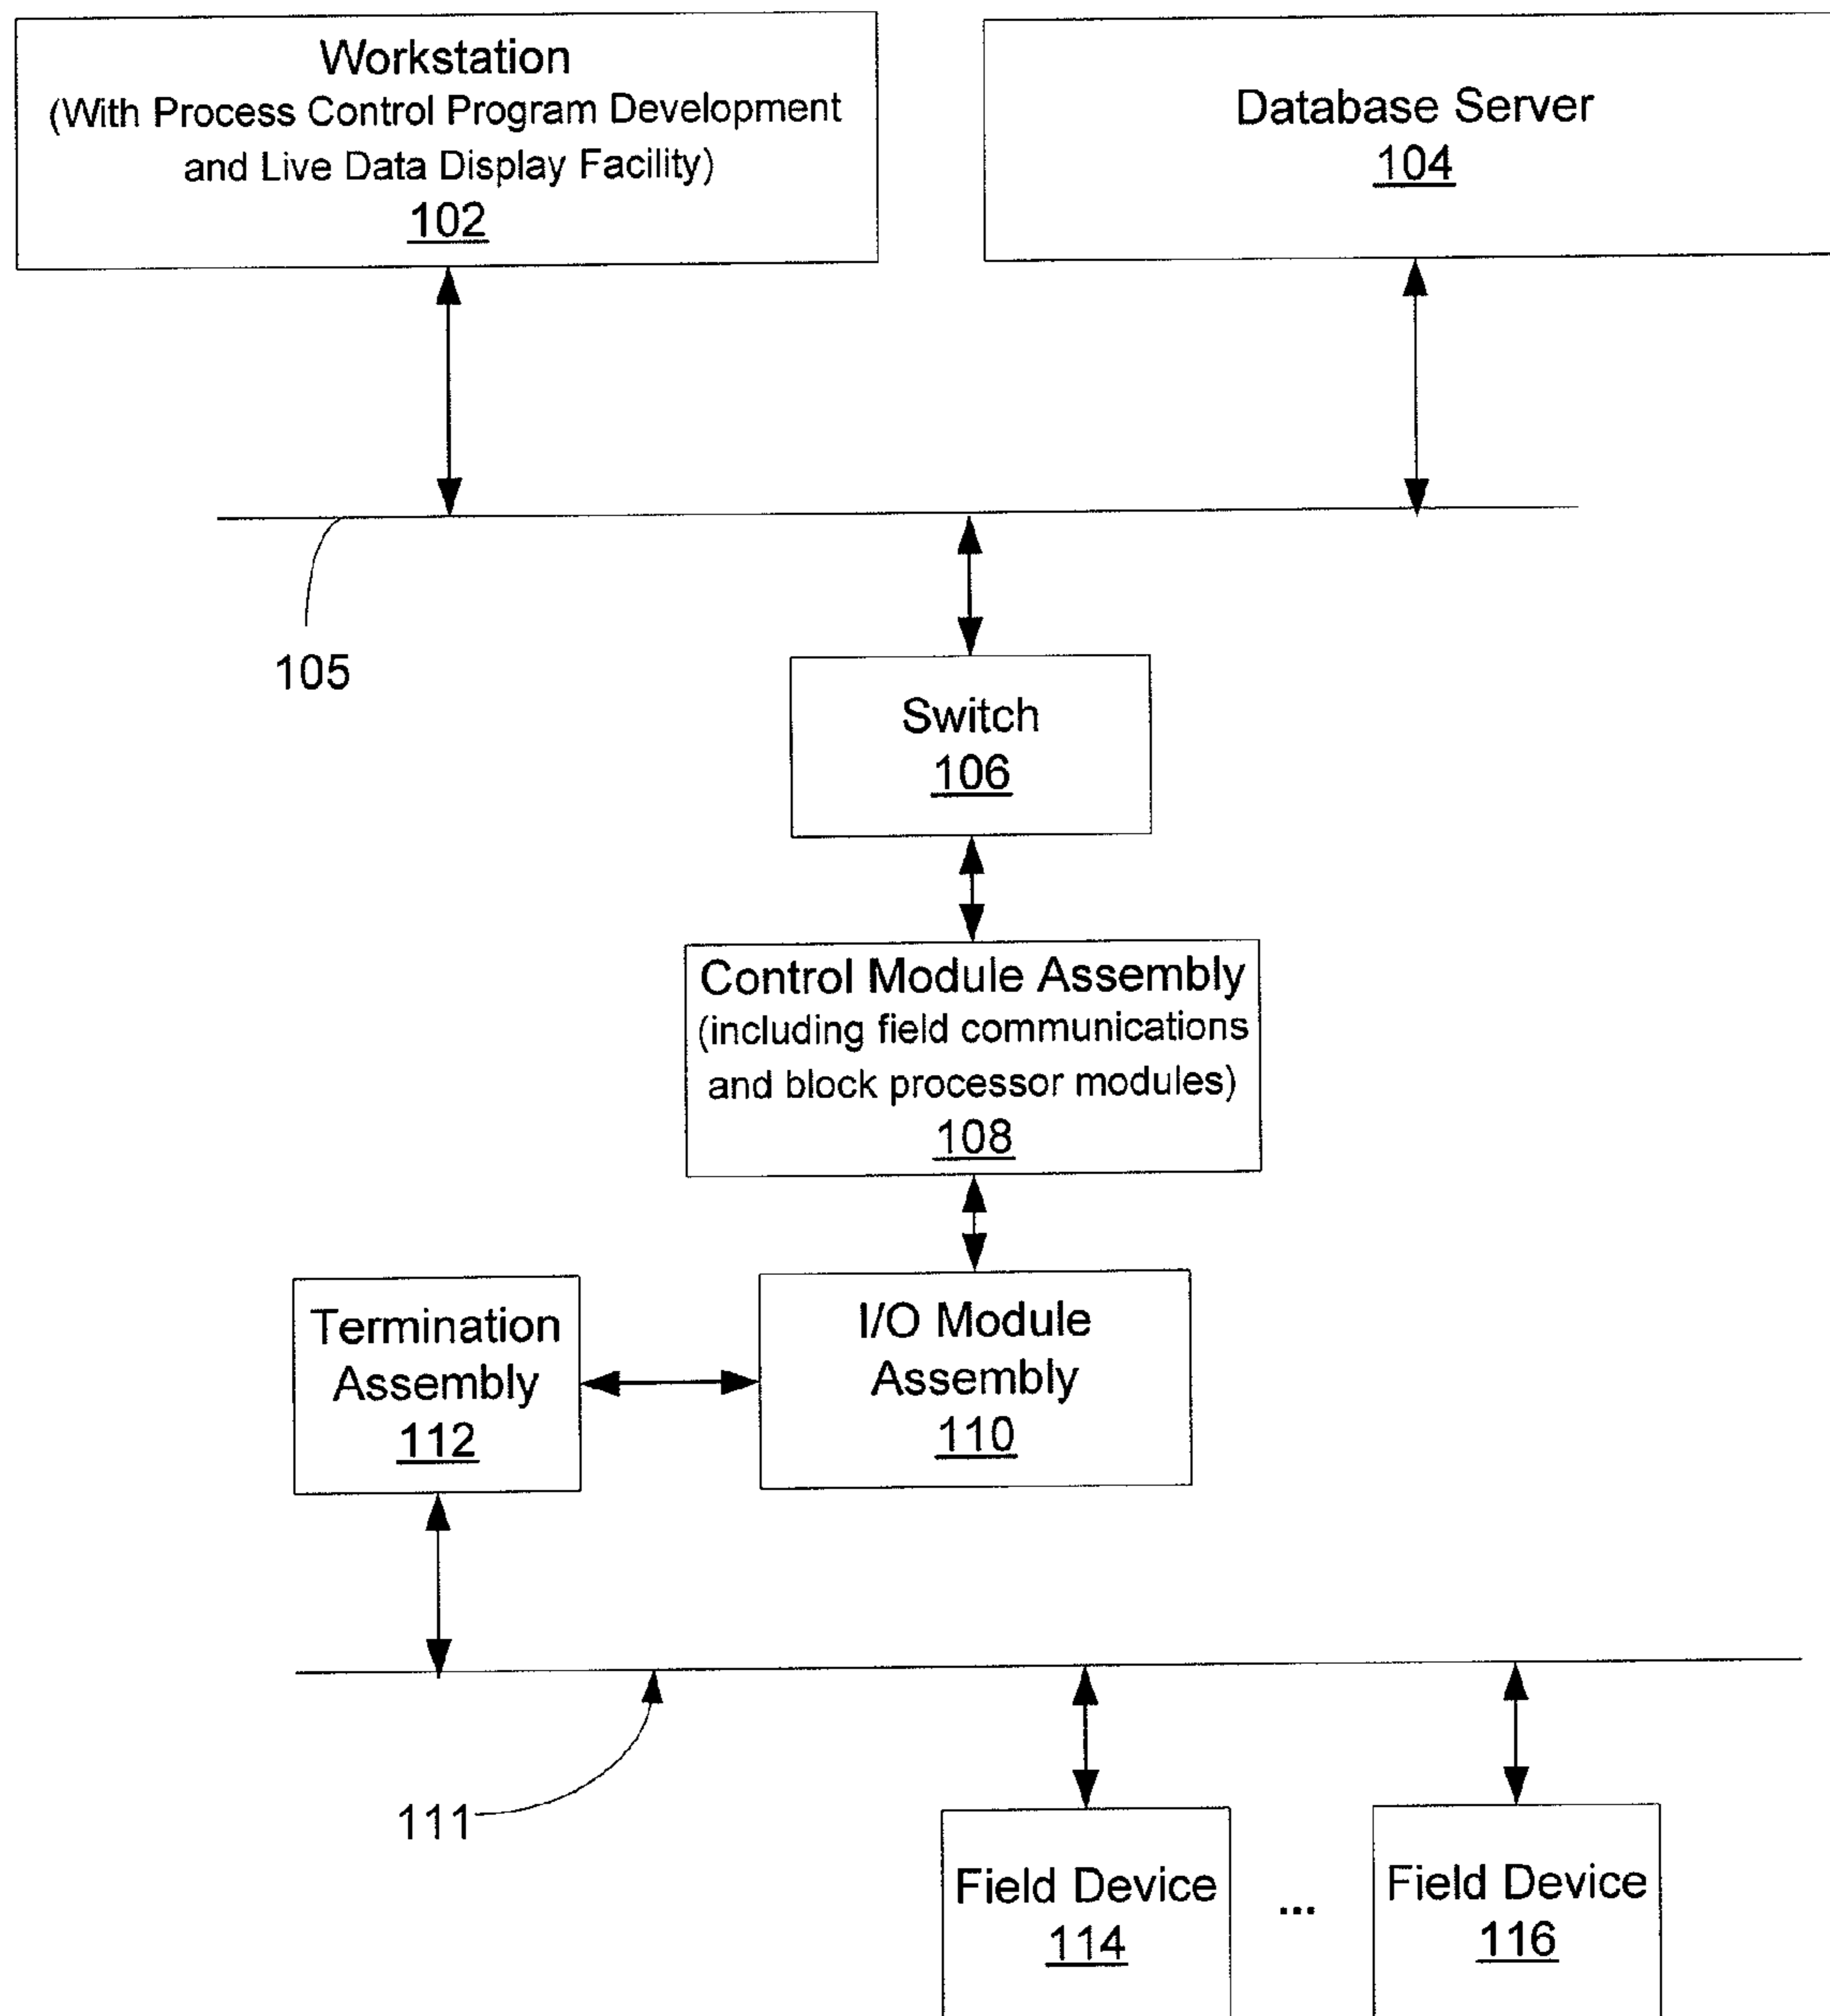 Workstation
(With Process Control Program Development
and Live Data Display Facility)
102
Database Server
104
105
Switch
106
Control Module Assembly
(including field communications
and block processor modules)
108
Termination
Assembly
112
I/O Module
Assembly
110
111
Field Device
114
...
Field Device
116